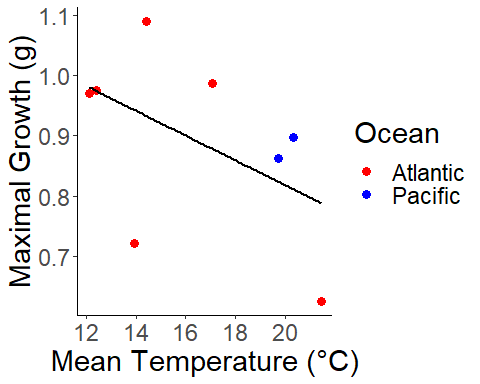 1.1
1.0
0.9
0.8
0.7
Maximal Growth (g)
12 14 16 18 20
Mean Temperature (°C)
Ocean
Atlantic
Pacific